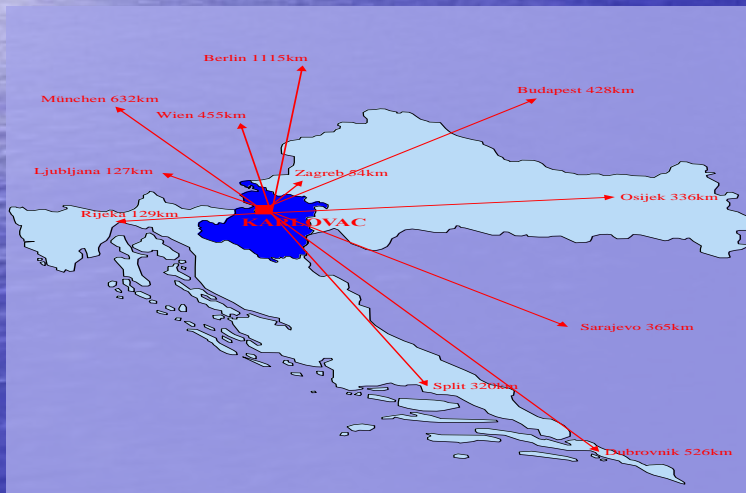 Berlin 1115km
Budapest 428km
München 632km
Wien 455km
Ljubljana 127km
Zagreb 54km
Osijek 336km
Rijeka 129km
KARLOVAC
Sarajevo 365km
Split 320km
Dubrovnik 526km